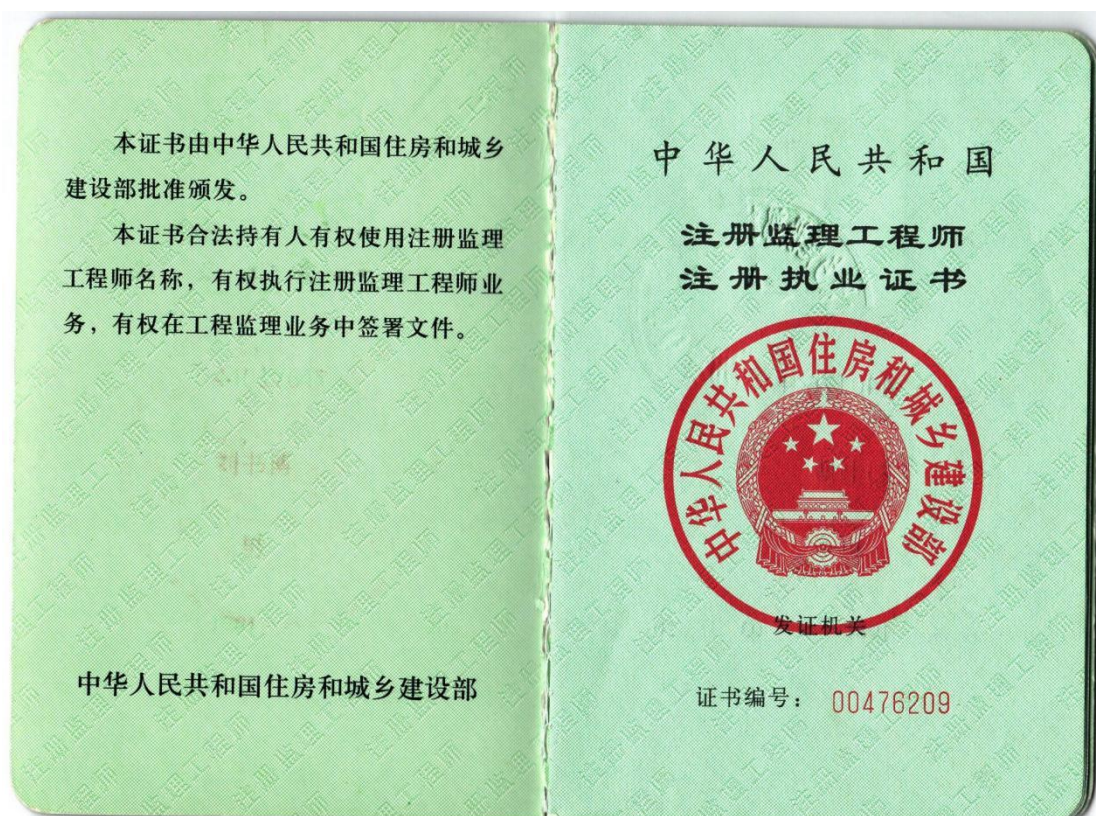 本证书由中华人民共和国住房和城乡
建设部批准颁发。
本证书合法持有人有权使用注册监理
工程师名称，有权执行注册监理工程师业
务，有权在工程监理业务中签署文件。
中华人民共和国住房和城乡建设部
中华人民共和国
注册监理工程师
注册执业证书
中华人民共和国住房和城乡建设部
发证机关
证书编号： 00476209